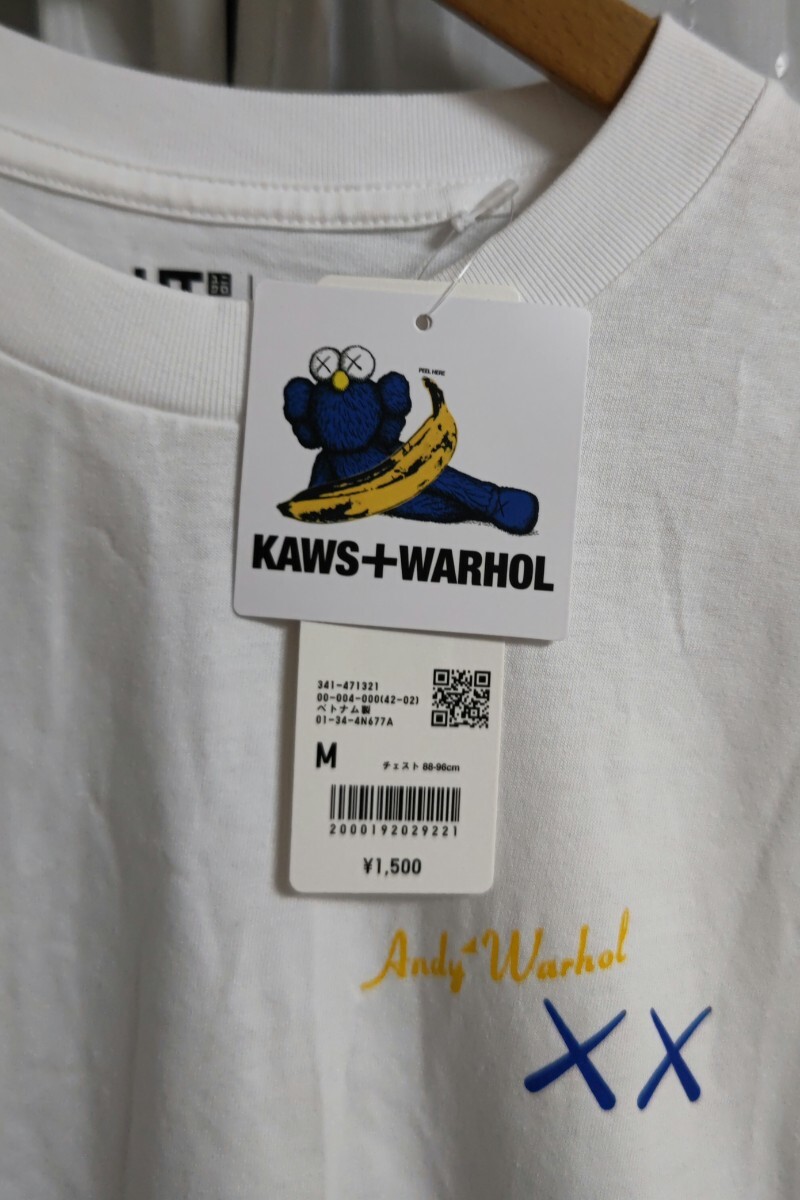 UT
PEEL HERE
KAWS+WARHOL
341-471321
00-004-000(42-02)
ベトナム製
01-34-4N677A
M
チェスト 88-96cm
2000192029221
¥1,500
Andy Warhol
XX